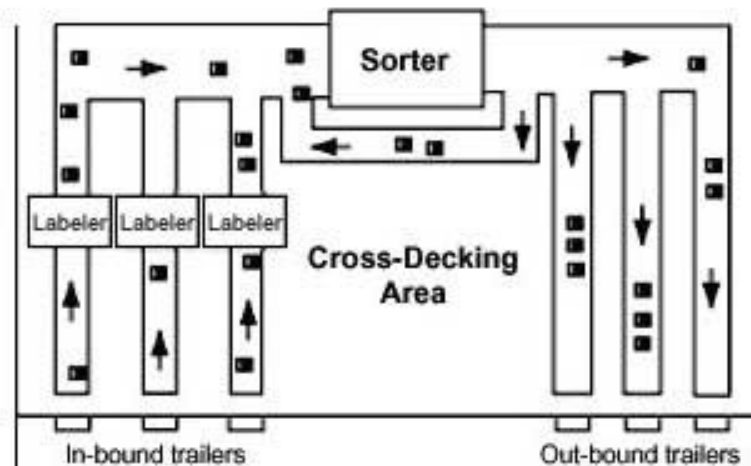 Sorter
Labeler
Labeler
Labeler
Cross-Decking
Area
In-bound trailers
Out-bound trailers